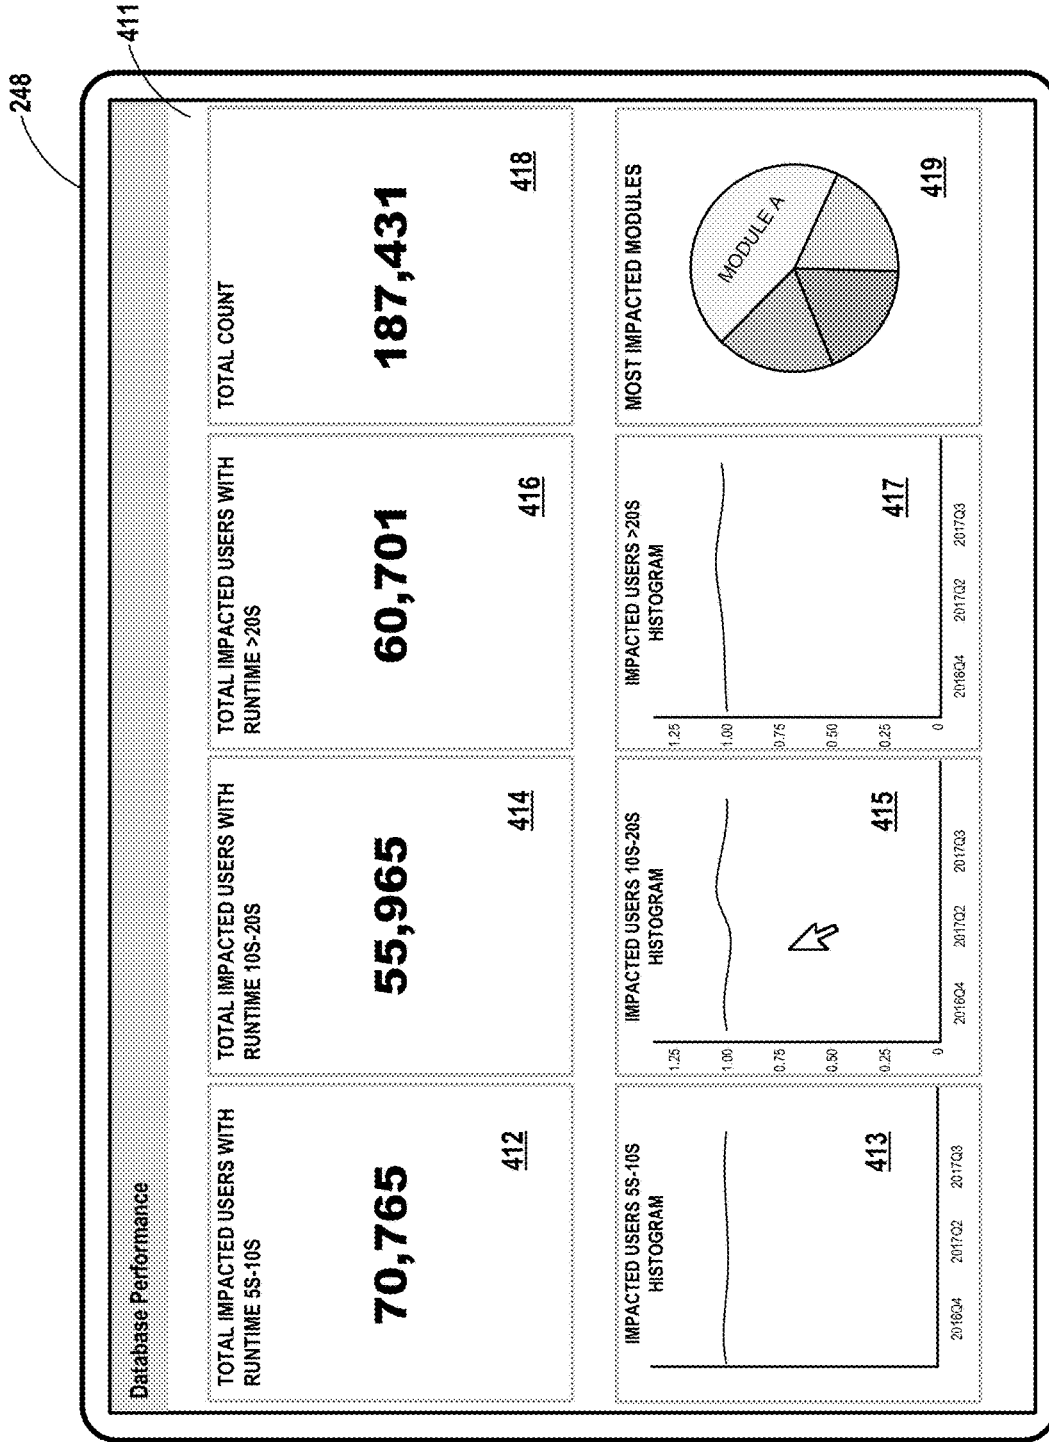 248
411
Database Performance
TOTAL IMPACTED USERS WITH
RUNTIME 5S-10S
70,765
412
TOTAL IMPACTED USERS WITH
RUNTIME 10S-20S
55,965
414
TOTAL IMPACTED USERS WITH
RUNTIME >20S
60,701
416
TOTAL COUNT
187,431
418
IMPACTED USERS 5S-10S
HISTOGRAM
413
2016Q4 2017Q2 2017Q3
IMPACTED USERS 10S-20S
HISTOGRAM
1.25
1.00
0.75
0.50
0.25
0
415
2016Q4 2017Q2 2017Q3
IMPACTED USERS >20S
HISTOGRAM
1.25
1.00
0.75
0.50
0.25
0
417
2016Q4 2017Q2 2017Q3
MOST IMPACTED MODULES
MODULE A
419